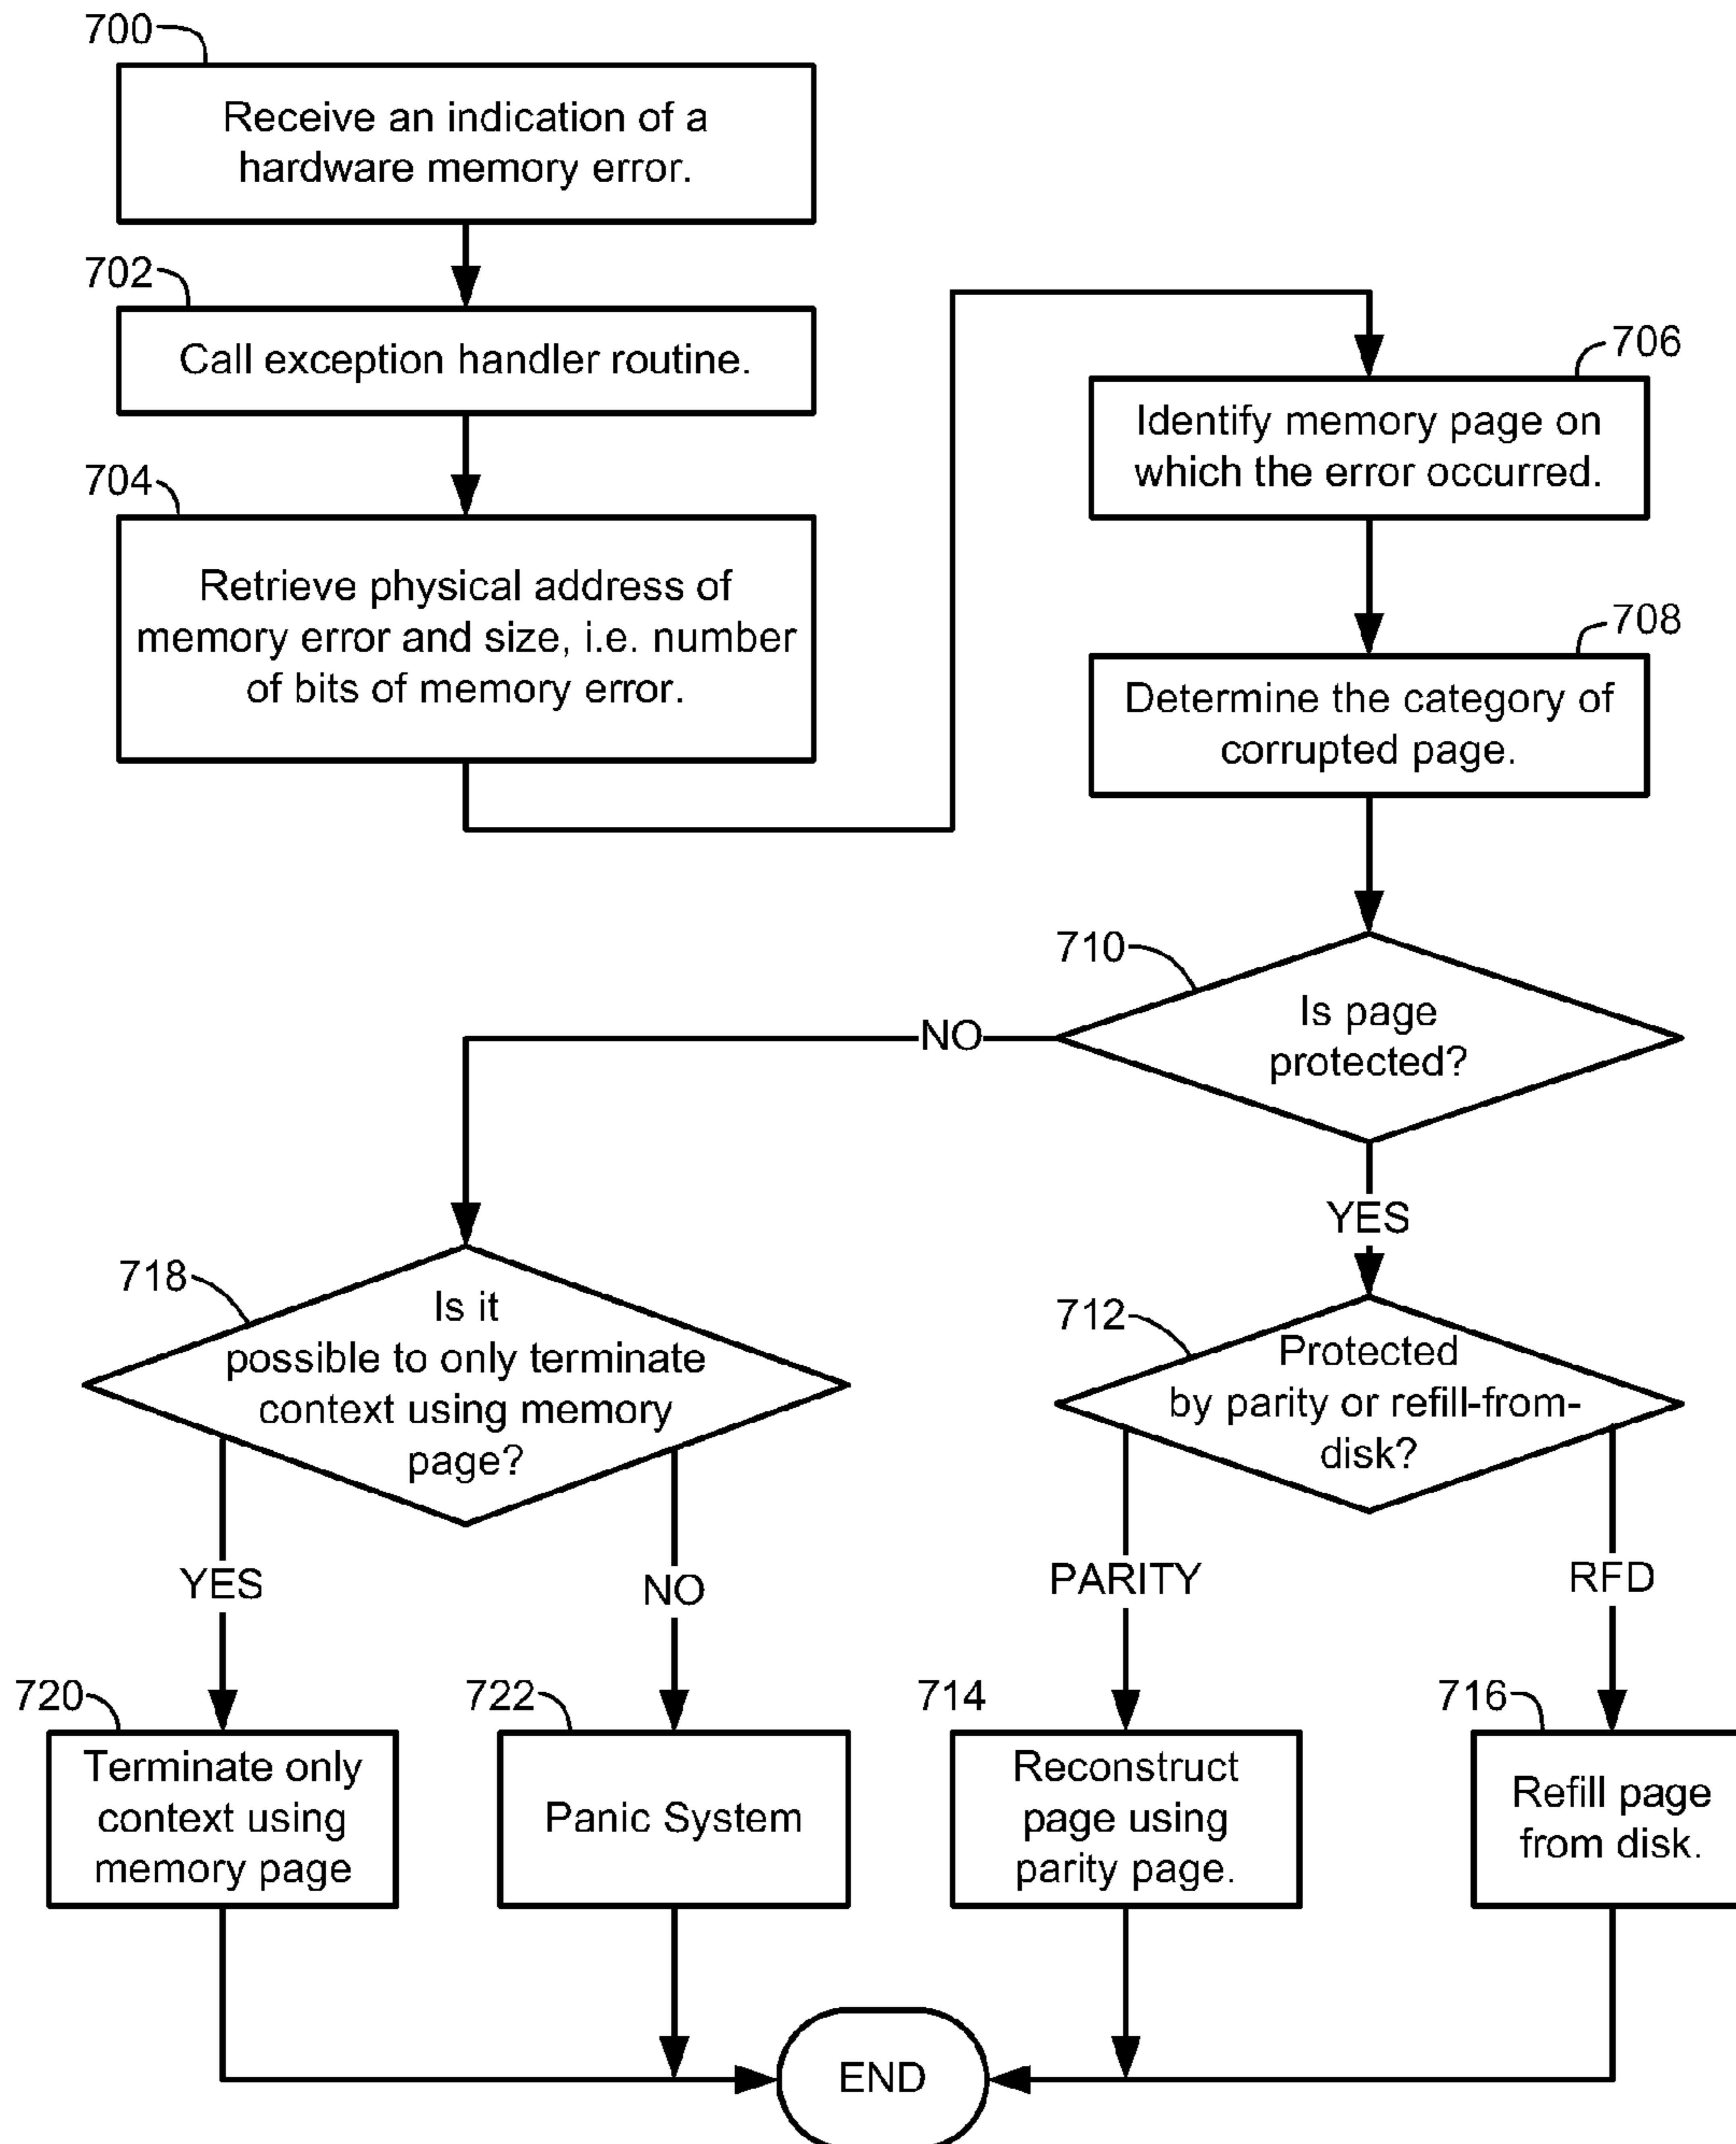 700
Receive an indication of a
hardware memory error.
702
Call exception handler routine.
704
Retrieve physical address of
memory error and size, i.e. number
of bits of memory error.
706
Identify memory page on
which the error occurred.
708
Determine the category of
corrupted page.
710
Is page
protected?
NO
YES
718
Is it
possible to only terminate
context using memory
page?
712
Protected
by parity or refill-from-
disk?
YES
NO
PARITY
RFD
720
Terminate only
context using
memory page
722
Panic System
714
Reconstruct
page using
parity page.
716
Refill page
from disk.
END